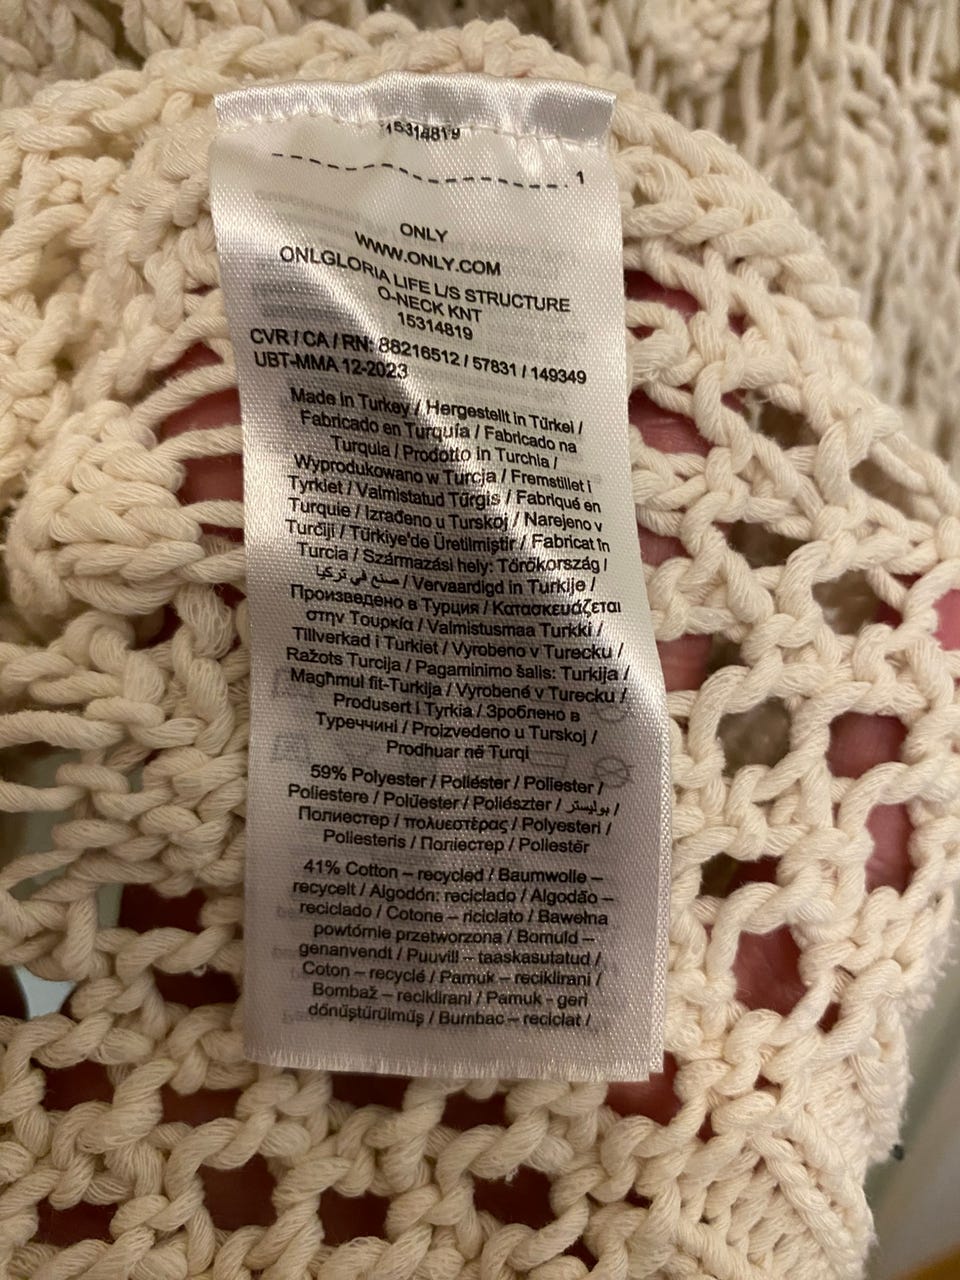 15314819
1
ONLY
WWW.ONLY.COM
ONLGLORIA LIFE L/S STRUCTURE
O-NECK KNT
15314819
CVR / CA / RN: 88216512 / 57831 / 149349
UBT-MMA 12-2023
Made in Turkey / Hergestellt in Türkei /
Fabricado en Turquía / Fabricado na
Turquia / Prodotto in Turchia /
Wyprodukowano w Turcja / Fremstillet i
Tyrkiet / Valmistatud Türgis / Fabriqué en
Turquie / Izrađeno u Turskoj / Narejeno v
Turčiji / Türkiye'de Üretilmiştir / Fabricat în
Turcia / Származási hely: Törökország /
صنع في تركيا / Vervaardigd in Turkije /
Произведено в Турция / Κατασκευάζεται
στην Τουρκία / Valmistusmaa Turkki /
Tillverkad i Turkiet / Vyrobeno v Turecku /
Ražots Turcija / Pagaminimo šalis: Turkija /
Magħmul fit-Turkija / Vyrobené v Turecku /
Produsert i Tyrkia / Зроблено в
Туреччині / Proizvedeno u Turskoj /
Prodhuar në Turqi
59% Polyester / Poliéster / Poliester /
Poliestere / Polüester / Poliészter / بوليستر /
Полиестер / πολυεστέρας / Polyesteri /
Poliesteris / Поліестер / Poliestër
41% Cotton – recycled / Baumwolle –
recycelt / Algodón: reciclado / Algodão –
reciclado / Cotone – riciclato / Bawełna
powtórnie przetworzona / Bomuld –
genanvendt / Puuvill – taaskasutatud /
Coton – recyclé / Pamuk – reciklirani /
Bombaž – reciklirani / Pamuk - geri
dönüştürülmüş / Bumbac – reciclat /